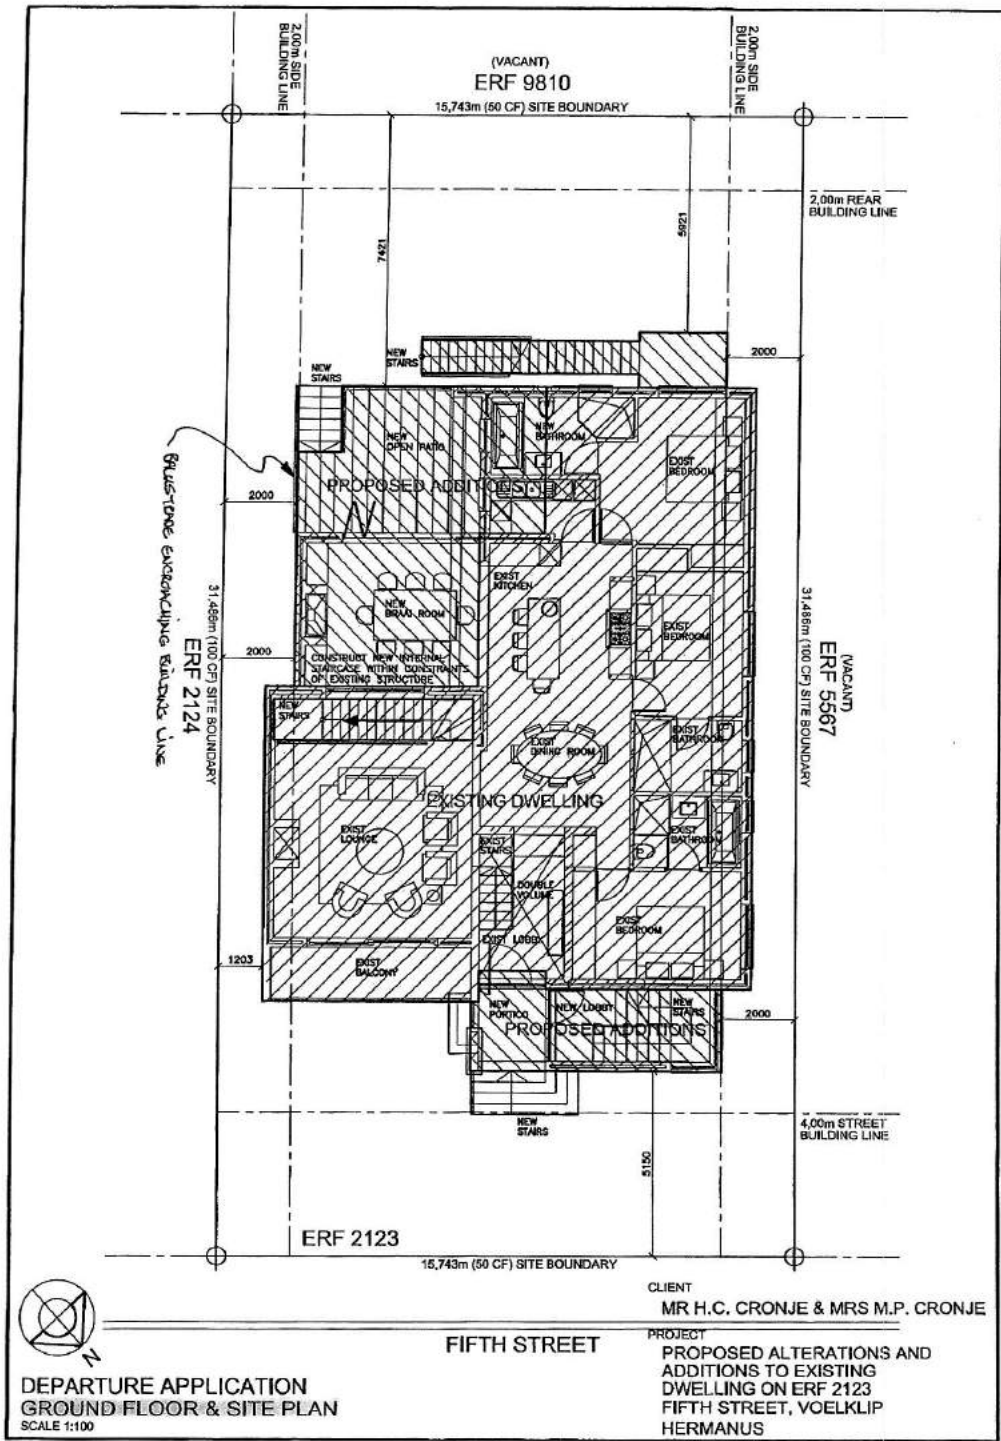 2,00m SIDE
BUILDING LINE
(VACANT)
ERF 9810
15,743m (50 CF) SITE BOUNDARY
2,00m SIDE
BUILDING LINE
2,00m REAR
BUILDING LINE
7421
5921
NEW
STAIRS
2000
NEW
STAIRS
NEW
OPEN PATIO
NEW
BATHROOM
EXIST
BEDROOM
PROPOSED ADDITIONS
2000
BALUSTRADE ENCROACHING BUILDING LINE
EXIST
KITCHEN
NEW
BRAAI ROOM
EXIST
BEDROOM
31,486m (100 CF) SITE BOUNDARY
ERF 2124
2000
CONSTRUCT NEW INTERNAL
STAIRCASE WITHIN CONSTRAINTS
OF EXISTING STRUCTURE
(VACANT)
ERF 5567
31,486m (100 CF) SITE BOUNDARY
NEW
STAIRS
EXIST
DINING ROOM
EXIST
BATHROOM
EXISTING DWELLING
EXIST
LOUNGE
EXIST
STAIRS
EXIST
BATHROOM
DOUBLE
VOLUME
EXIST
BEDROOM
EXIST LOBBY
EXIST
BALCONY
1203
NEW
PORTICO
NEW LOBBY
NEW
STAIRS
PROPOSED ADDITIONS
2000
NEW
STAIRS
4,00m STREET
BUILDING LINE
5150
ERF 2123
15,743m (50 CF) SITE BOUNDARY
CLIENT
MR H.C. CRONJE & MRS M.P. CRONJE
N
FIFTH STREET
PROJECT
PROPOSED ALTERATIONS AND
ADDITIONS TO EXISTING
DWELLING ON ERF 2123
FIFTH STREET, VOELKLIP
HERMANUS
DEPARTURE APPLICATION
GROUND FLOOR & SITE PLAN
SCALE 1:100